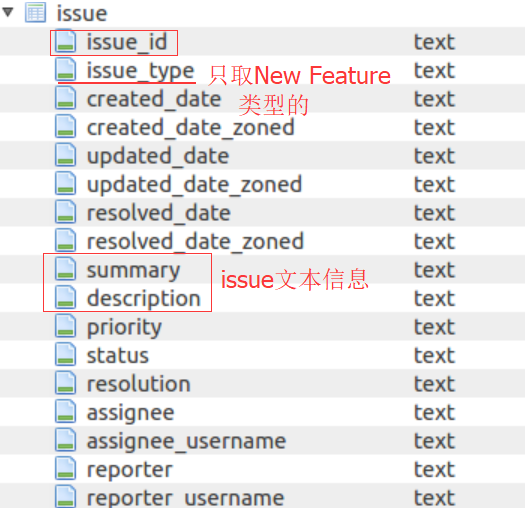 issue
issue_id text
issue_type 只取New Feature text
created_date 类型的 text
created_date_zoned text
updated_date text
updated_date_zoned text
resolved_date text
resolved_date_zoned text
summary issue文本信息 text
description text
priority text
status text
resolution text
assignee text
assignee_username text
reporter text
reporter_username text